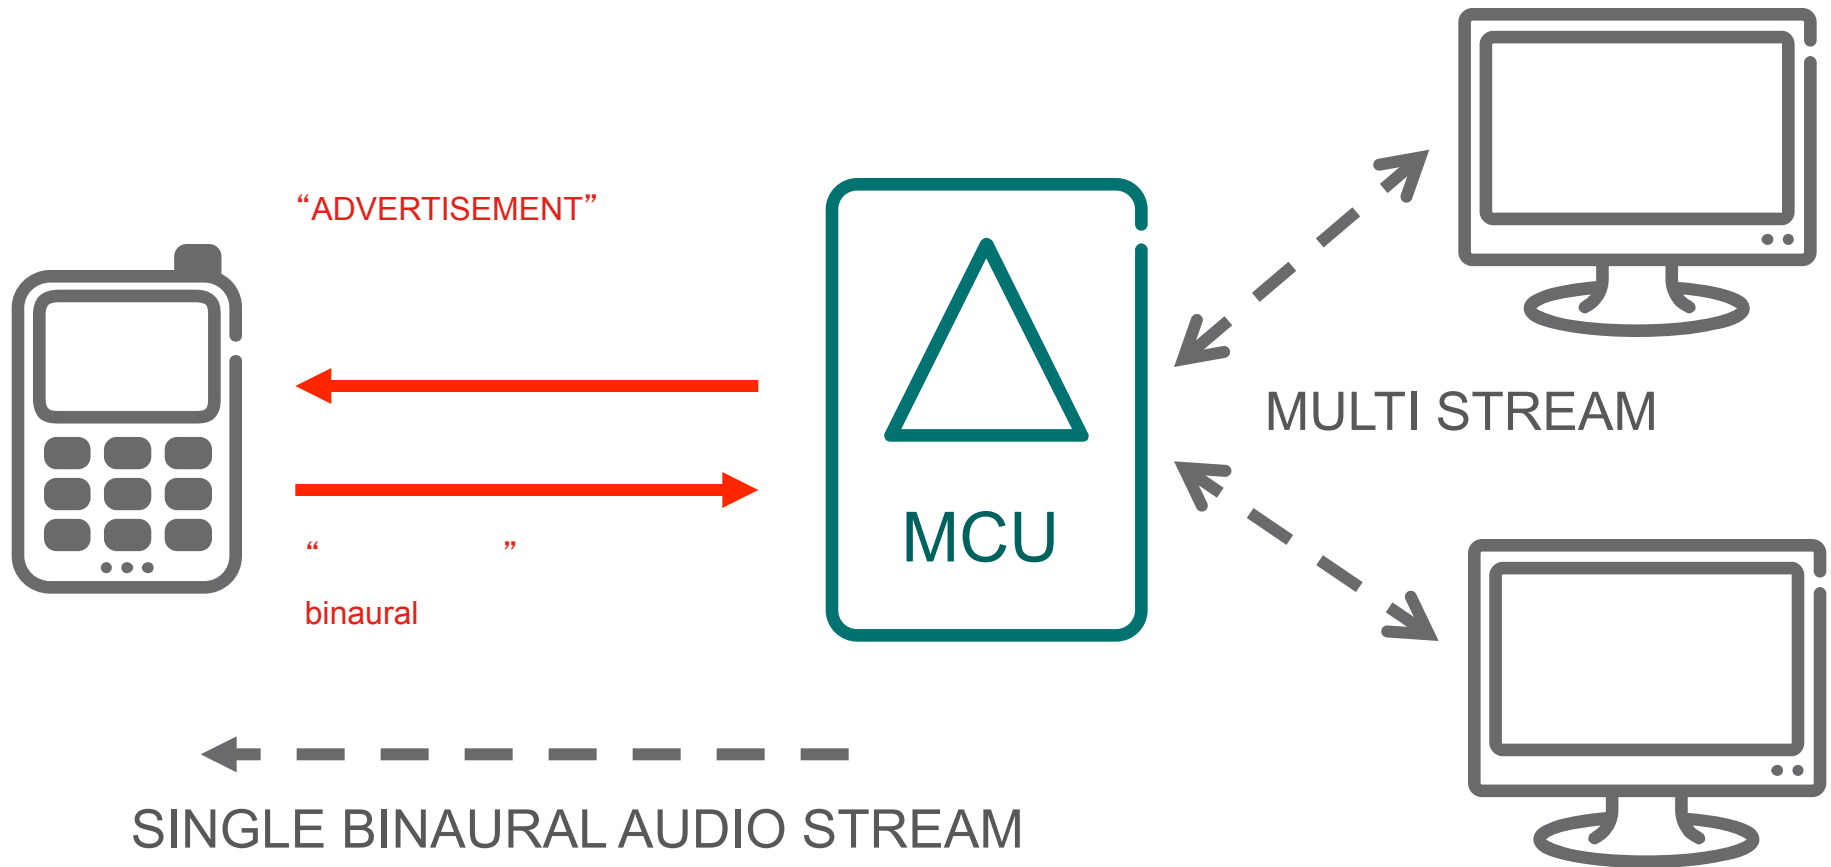 “ADVERTISEMENT”
MULTI STREAM
MCU
“ ”
binaural
SINGLE BINAURAL AUDIO STREAM